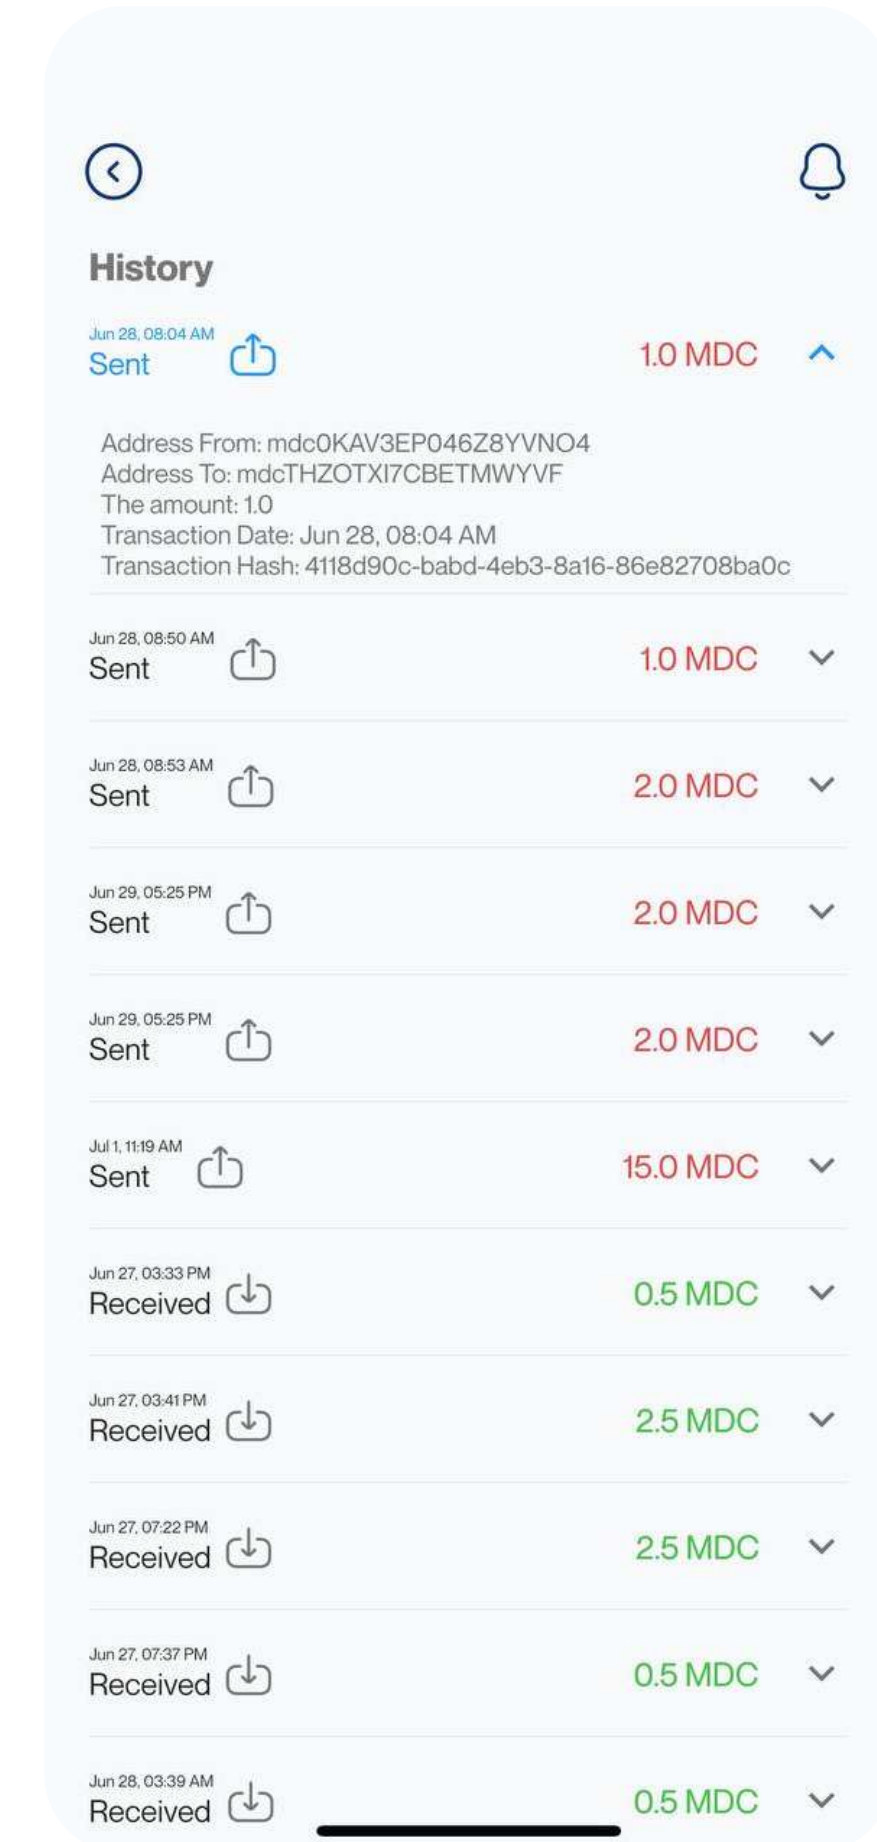 History
Jun 28, 08:04 AM
Sent
1.0 MDC
Address From: mdc0KAV3EP046Z8YVNO4
Address To: mdcTHZOTXI7CBETMWYVF
The amount: 1.0
Transaction Date: Jun 28, 08:04 AM
Transaction Hash: 4118d90c-babd-4eb3-8a16-86e82708ba0c
Jun 28, 08:50 AM
Sent
1.0 MDC
Jun 28, 08:53 AM
Sent
2.0 MDC
Jun 29, 05:25 PM
Sent
2.0 MDC
Jun 29, 05:25 PM
Sent
2.0 MDC
Jul 1, 11:19 AM
Sent
15.0 MDC
Jun 27, 03:33 PM
Received
0.5 MDC
Jun 27, 03:41 PM
Received
2.5 MDC
Jun 27, 07:22 PM
Received
2.5 MDC
Jun 27, 07:37 PM
Received
0.5 MDC
Jun 28, 03:39 AM
Received
0.5 MDC